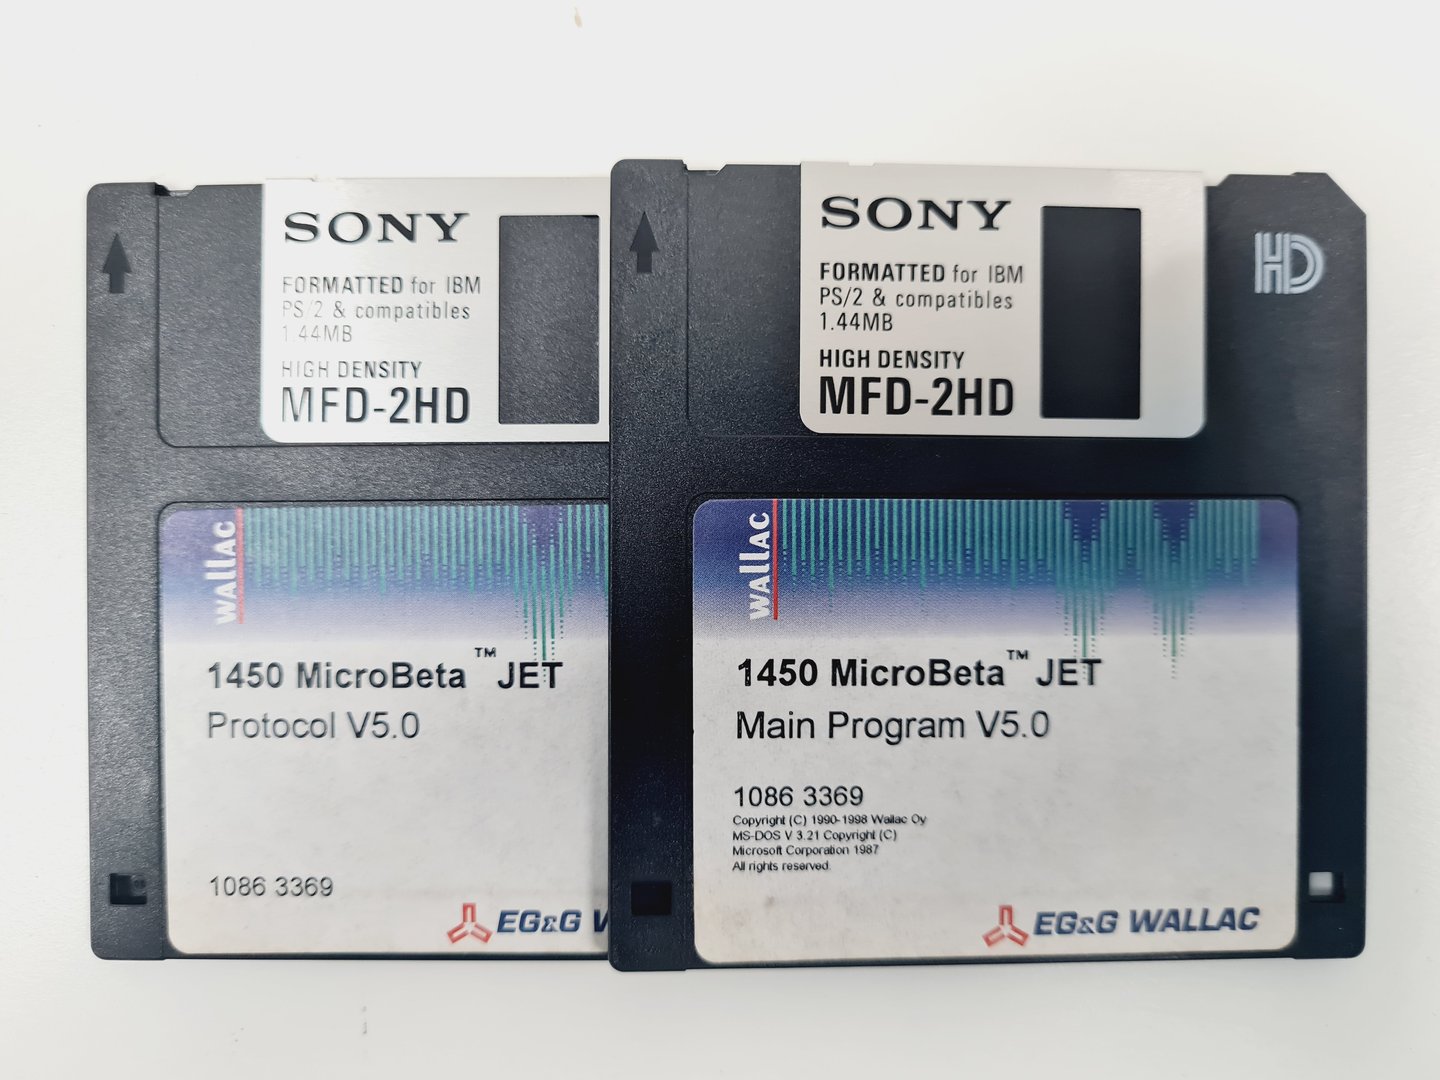 SONY
FORMATTED for IBM
PS/2 & compatibles
1.44MB
HIGH DENSITY
MFD-2HD
wallac
1450 MicroBeta™ JET
Protocol V5.0
1086 3369
EG&G W
SONY
FORMATTED for IBM
PS/2 & compatibles
1.44MB
HIGH DENSITY
MFD-2HD
HD
wallac
1450 MicroBeta™ JET
Main Program V5.0
1086 3369
Copyright (C) 1990-1998 Wallac Oy
MS-DOS V 3.21 Copyright (C)
Microsoft Corporation 1987
All rights reserved.
EG&G WALLAC